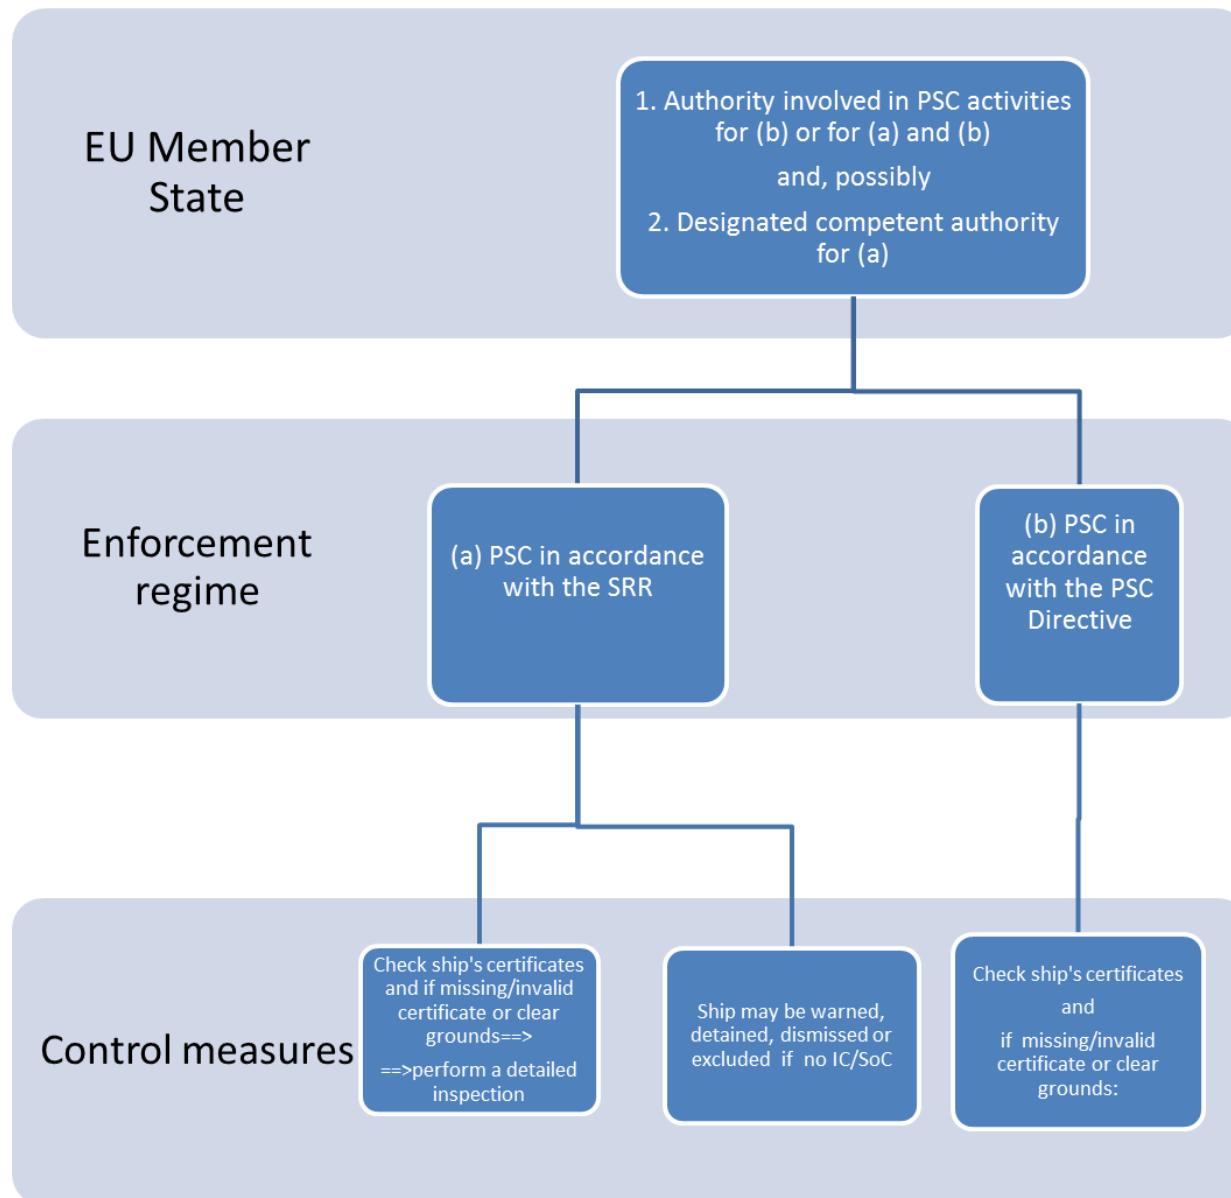 EU Member
State
1. Authority involved in PSC activities
for (b) or for (a) and (b)
and, possibly
2. Designated competent authority
for (a)
Enforcement
regime
(a) PSC in accordance
with the SRR
(b) PSC in
accordance
with the PSC
Directive
Control measures
Check ship's certificates
and if missing/invalid
certificate or clear
grounds==>
==>perform a detailed
inspection
Ship may be warned,
detained, dismissed or
excluded if no IC/SoC
Check ship's certificates
and
if missing/invalid
certificate or clear
grounds: